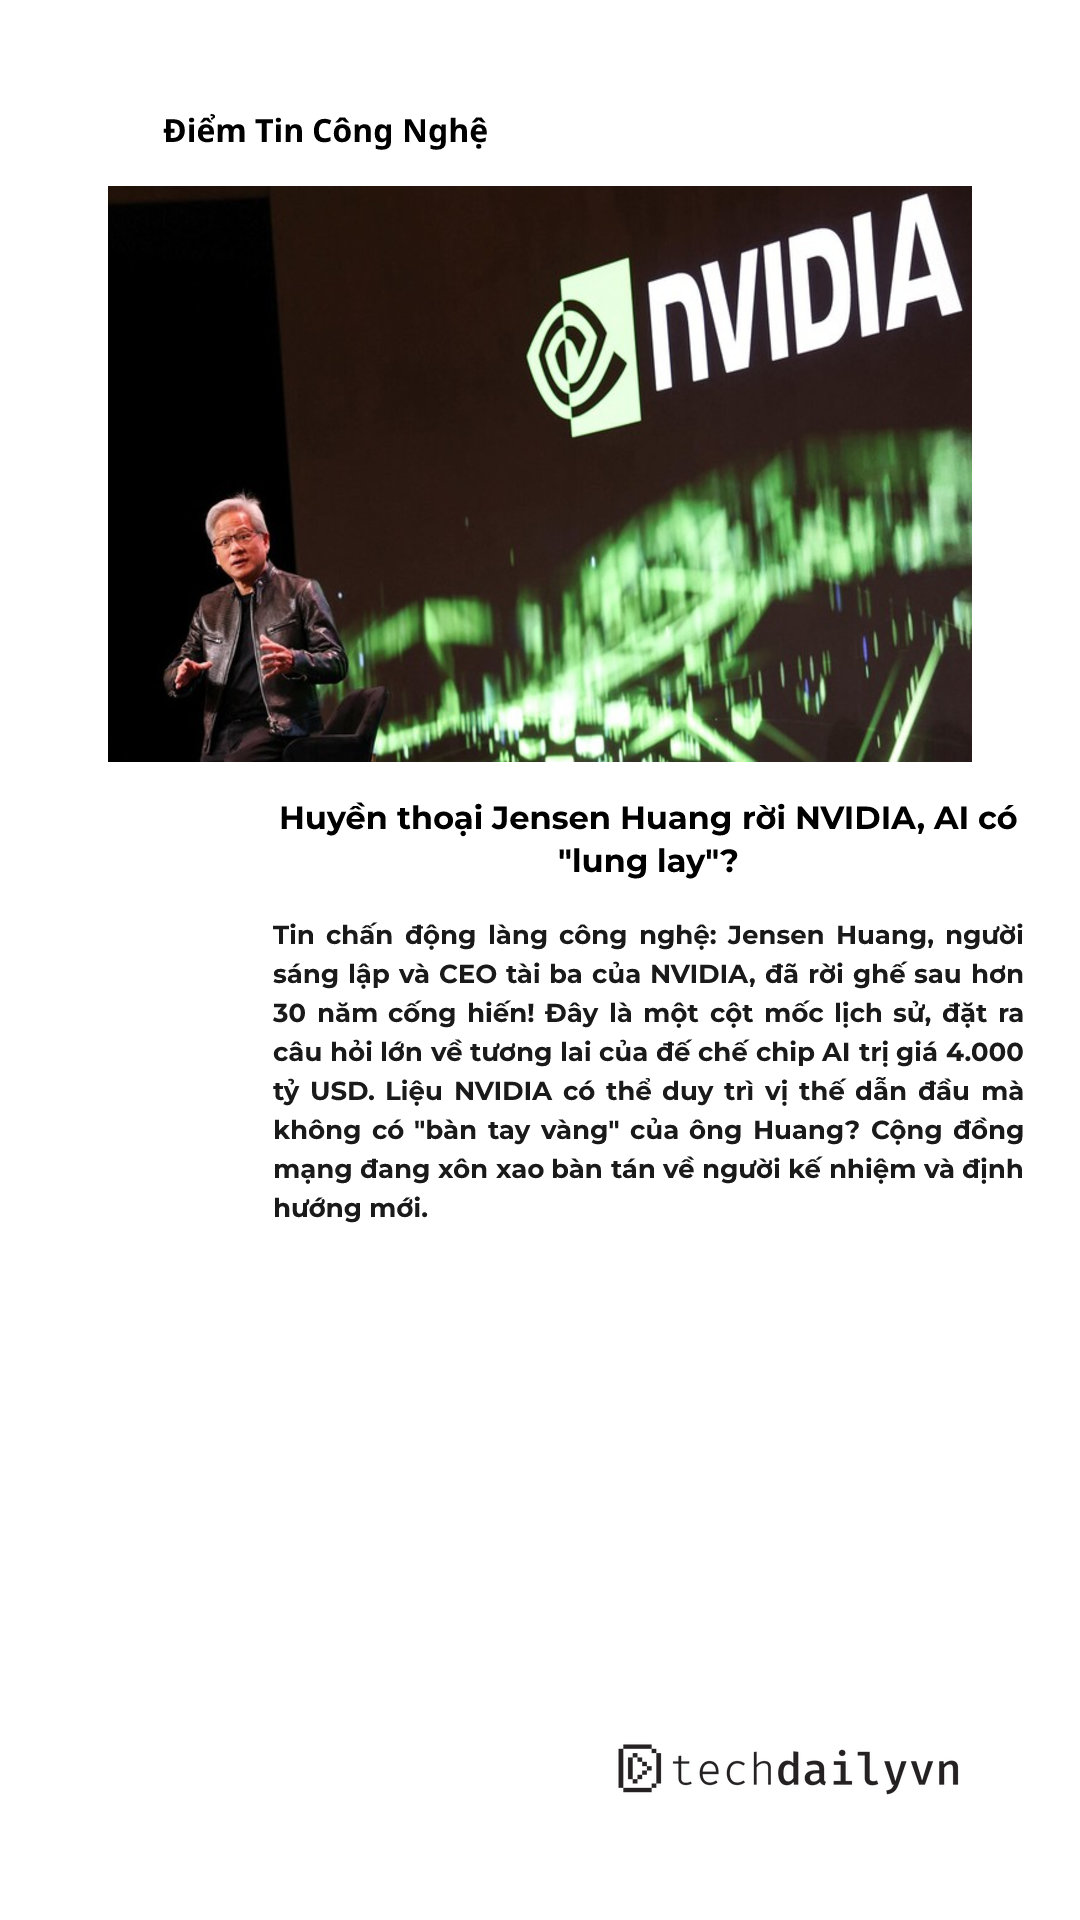 Điểm Tin Công Nghệ
NVIDIA
Huyền thoại Jensen Huang rời NVIDIA, AI có
"lung lay"?
Tin chấn động làng công nghệ: Jensen Huang, người
sáng lập và CEO tài ba của NVIDIA, đã rời ghế sau hơn
30 năm cống hiến! Đây là một cột mốc lịch sử, đặt ra
câu hỏi lớn về tương lai của đế chế chip AI trị giá 4.000
tỷ USD. Liệu NVIDIA có thể duy trì vị thế dẫn đầu mà
không có "bàn tay vàng" của ông Huang? Cộng đồng
mạng đang xôn xao bàn tán về người kế nhiệm và định
hướng mới.
techdailyvn